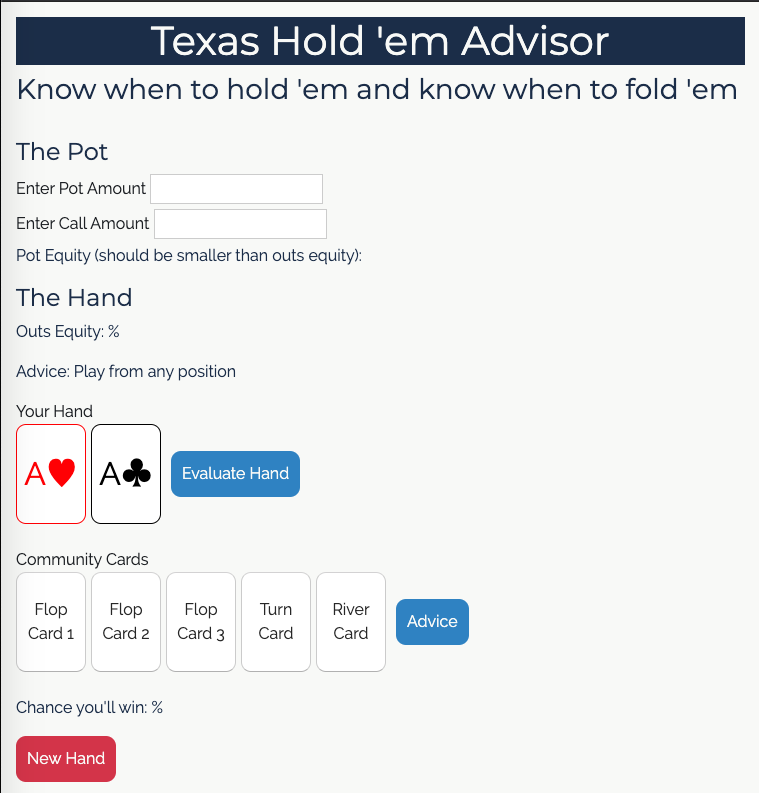 Texas Hold 'em Advisor
Know when to hold 'em and know when to fold 'em
The Pot
Enter Pot Amount
Enter Call Amount
Pot Equity (should be smaller than outs equity):
The Hand
Outs Equity: %
Advice: Play from any position
Your Hand
A♥ A♣ Evaluate Hand
Community Cards
Flop Flop Flop Turn River
Card 1 Card 2 Card 3 Card Card
Advice
Chance you'll win: %
New Hand